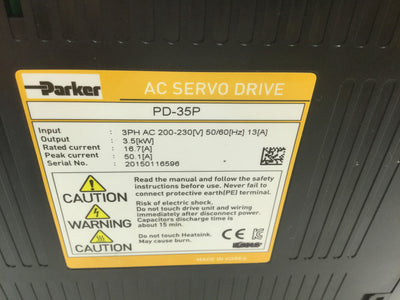 Parker
AC SERVO DRIVE
PD-35P
Input : 3PH AC 200-230[V] 50/60[Hz] 13[A]
Power : 3.5[kW]
Rated current : 16.7[A]
Peak current : 50.1[A]
Serial No. : 20150116596
CAUTION
WARNING
CAUTION
Read the manual and follow the safety
instructions before use. Never fail to
connect protective earth(PE) terminal.
Risk of electric shock.
Do not touch drive unit and wiring
immediately after disconnect power.
Capacitors discharge time is
about 15 min.
Do not touch Heatsink.
May cause burn.
CE
MADE IN KOREA